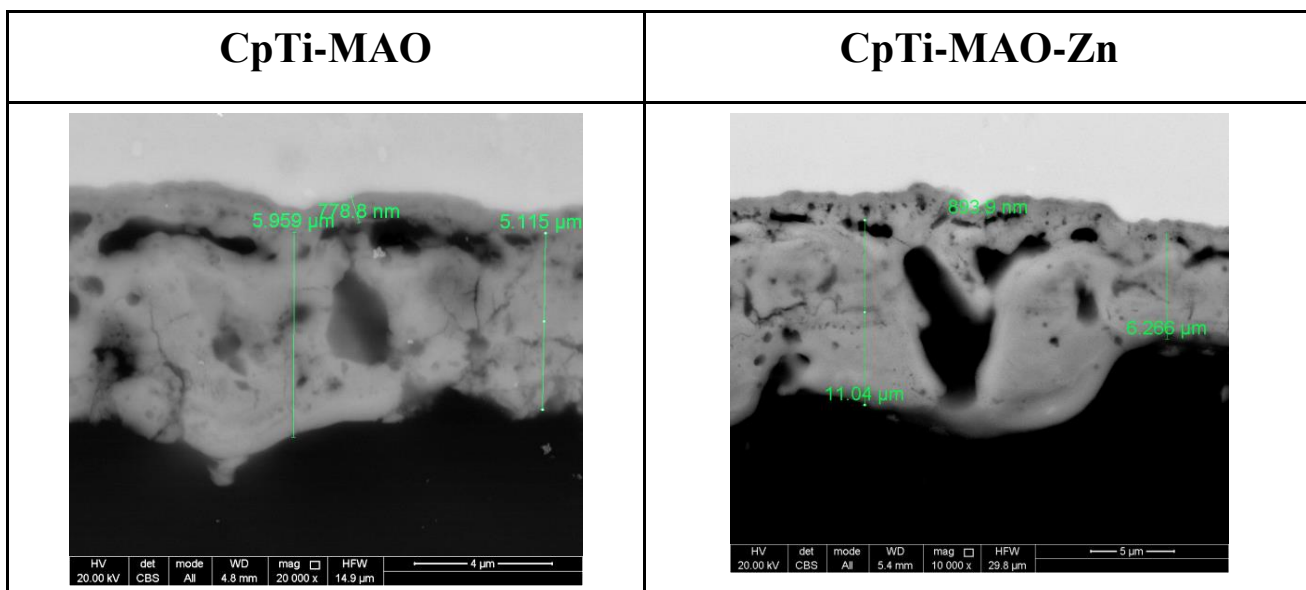 CpTi-MAO
CpTi-MAO-Zn
778.8 nm
5.959 µm
5.115 µm
HV det mode WD mag HFW
20.00 kV CBS All 4.8 mm 20 000 x 14.9 µm 4 µm
893.9 nm
6.266 µm
11.04 µm
HV det mode WD mag HFW
20.00 kV CBS All 5.4 mm 10 000 x 29.8 µm 5 µm